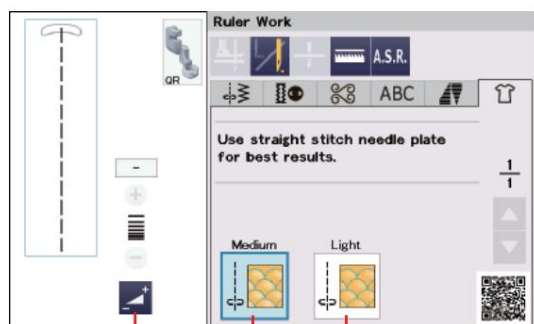 Ruler Work
QR
A.S.R.
ABC
Use straight stitch needle plate
for best results.
-
1
1
Medium
Light